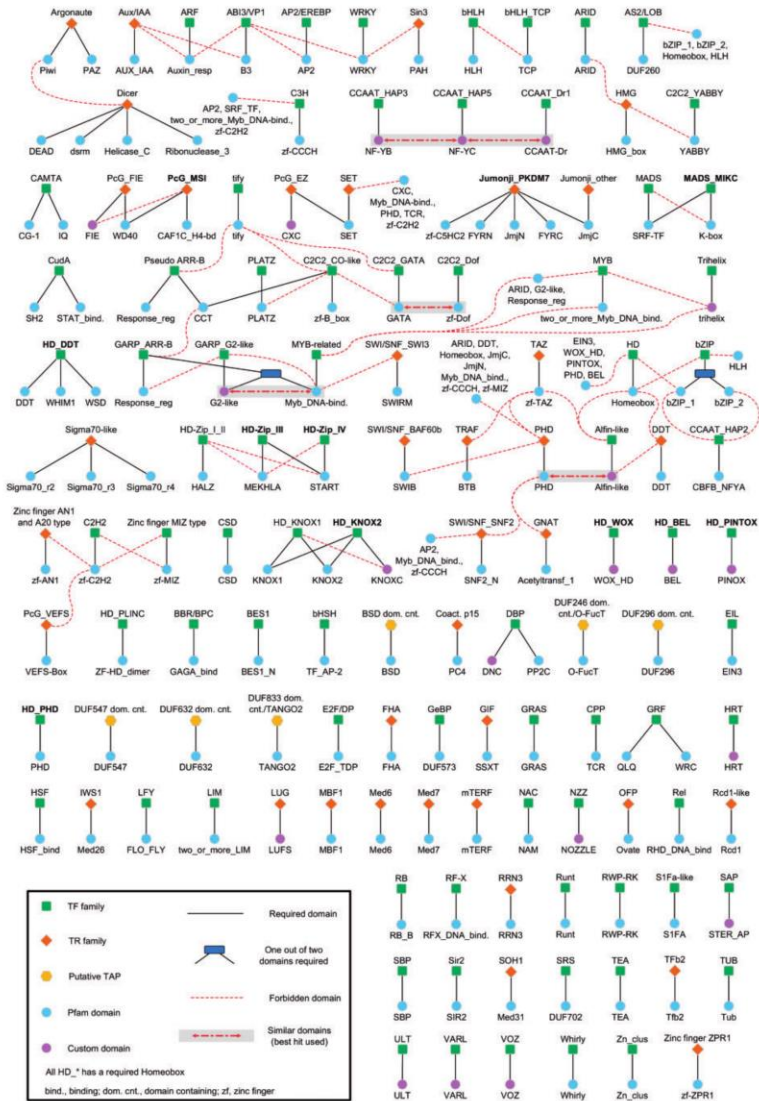 Argonaute Aux/IAA ARF ABI3/VP1 AP2/EREBP WRKY Sin3 bHLH bHLH_TCP ARID AS2/LOB
bZIP_1, bZIP_2,
Homeobox, HLH
Piwi PAZ AUX_IAA Auxin_resp B3 AP2 WRKY PAH HLH TCP ARID DUF260
Dicer C3H CCAAT_HAP3 CCAAT_HAP5 CCAAT_Dr1 HMG C2C2_YABBY
AP2, SRF_TF,
two_or_more_Myb_DNA-bind.,
zf-C2H2
DEAD dsrm Helicase_C Ribonuclease_3 zf-CCCH NF-YB NF-YC CCAAT-Dr HMG_box YABBY
CAMTA PcG_FIE PcG_MSI tify PcG_EZ SET Jumonji_PKDM7 Jumonji_other MADS MADS_MIKC
CXC,
Myb_DNA-bind.,
PHD, TCR,
zf-C2H2
CG-1 IQ FIE WD40 CAF1C_H4-bd tify CXC SET zf-C5HC2 FYRN JmjN FYRC JmjC SRF-TF K-box
CudA Pseudo ARR-B PLATZ C2C2_CO-like C2C2_GATA C2C2_Dof MYB Trihelix
ARID, G2-like,
Response_reg
SH2 STAT_bind. Response_reg CCT PLATZ zf-B_box GATA zf-Dof two_or_more_Myb_DNA_bind. trihelix
HD_DDT GARP_ARR-B GARP_G2-like MYB-related SWI/SNF_SWI3 TAZ HD bZIP
ARID, DDT,
Homeobox, JmjC,
JmjN,
Myb_DNA_bind.,
zf-CCCH, zf-MIZ
EIN3,
WOX_HD,
PINTOX,
PHD, BEL
HLH
DDT WHIM1 WSD Response_reg G2-like Myb_DNA-bind. SWIRM zf-TAZ Homeobox bZIP_1 bZIP_2
Sigma70-like HD-Zip_I_II HD-Zip_III HD-Zip_IV SWI/SNF_BAF60b TRAF PHD Alfin-like DDT CCAAT_HAP2
Sigma70_r2 Sigma70_r3 Sigma70_r4 HALZ MEKHLA START SWIB BTB PHD Alfin-like DDT CBFB_NFYA
Zinc finger AN1
and A20 type C2H2 Zinc finger MIZ type CSD HD_KNOX1 HD_KNOX2 SWI/SNF_SNF2 GNAT HD_WOX HD_BEL HD_PINTOX
AP2,
Myb_DNA_bind.,
zf-CCCH
zf-AN1 zf-C2H2 zf-MIZ CSD KNOX1 KNOX2 KNOXC SNF2_N Acetyltransf_1 WOX_HD BEL PINOX
PcG_VEFS HD_PLINC BBR/BPC BES1 bHSH BSD dom. cnt. Coact. p15 DBP DUF246 dom.
cnt./O-FucT DUF296 dom. cnt. EIL
VEFS-Box ZF-HD_dimer GAGA_bind BES1_N TF_AP-2 BSD PC4 DNC PP2C O-FucT DUF296 EIN3
HD_PHD DUF547 dom. cnt. DUF632 dom. cnt. DUF833 dom.
cnt./TANGO2 E2F/DP FHA GeBP GIF GRAS CPP GRF HRT
PHD DUF547 DUF632 TANGO2 E2F_TDP FHA DUF573 SSXT GRAS TCR QLQ WRC HRT
HSF IWS1 LFY LIM LUG MBF1 Med6 Med7 mTERF NAC NZZ OFP Rel Rcd1-like
HSF_bind Med26 FLO_FLY two_or_more_LIM LUFS MBF1 Med6 Med7 mTERF NAM NOZZLE Ovate RHD_DNA_bind Rcd1
RB RF-X RRN3 Runt RWP-RK S1Fa-like SAP
RB_B RFX_DNA_bind. RRN3 Runt RWP-RK S1FA STER_AP
SBP Sir2 SOH1 SRS TEA TFb2 TUB
SBP SIR2 Med31 DUF702 TEA Tfb2 Tub
ULT VARL VOZ Whirly Zn_clus Zinc finger ZPR1
ULT VARL VOZ Whirly Zn_clus zf-ZPR1
TF family Required domain
TR family One out of two
domains required
Putative TAP
Forbidden domain
Pfam domain
Similar domains
(best hit used)
Custom domain
All HD_* has a required Homeobox
bind., binding; dom. cnt., domain containing; zf, zinc finger